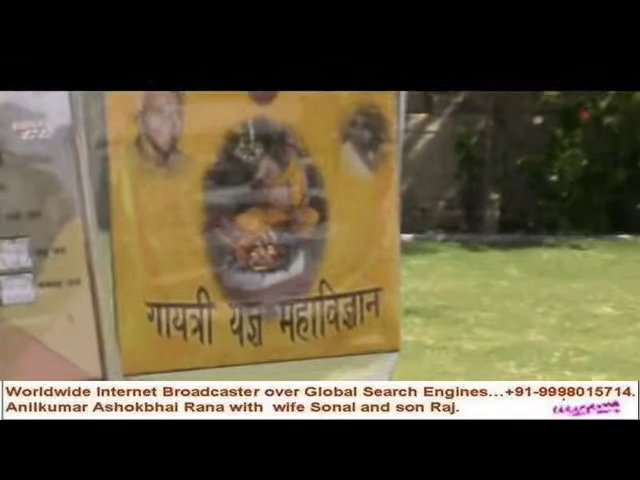 गायत्री यज्ञ महाविज्ञान
Worldwide Internet Broadcaster over Global Search Engines...+91-9998015714.
Anilkumar Ashokbhai Rana with wife Sonal and son Raj.